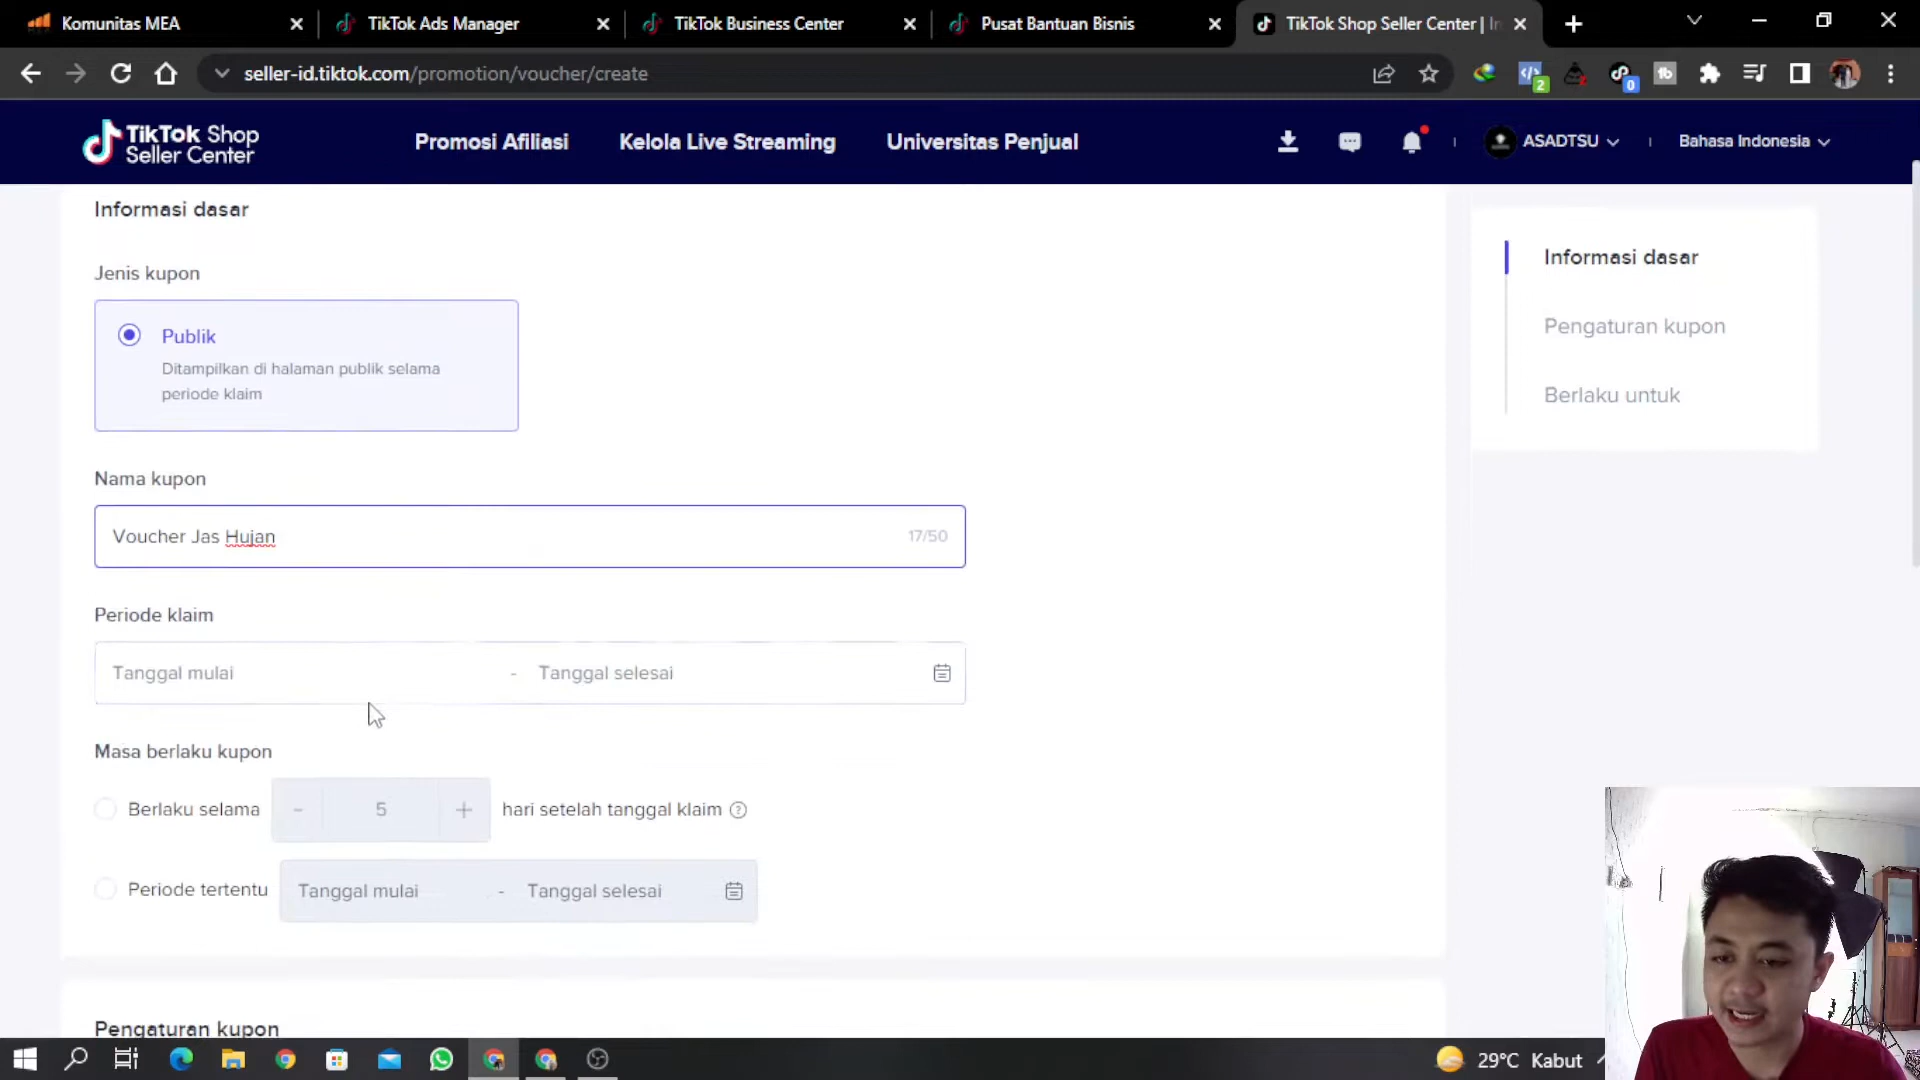 Komunitas MEA
TikTok Ads Manager
TikTok Business Center
Pusat Bantuan Bisnis
TikTok Shop Seller Center | In
seller-id.tiktok.com/promotion/voucher/create
2
0
TikTok Shop
Seller Center
Promosi Afiliasi
Kelola Live Streaming
Universitas Penjual
ASADTSU
Bahasa Indonesia
Informasi dasar
Jenis kupon
Publik
Ditampilkan di halaman publik selama
periode klaim
Nama kupon
Voucher Jas Hujan
17/50
Periode klaim
Tanggal mulai - Tanggal selesai
Masa berlaku kupon
Berlaku selama - 5 + hari setelah tanggal klaim ?
Periode tertentu Tanggal mulai - Tanggal selesai
Pengaturan kupon
Informasi dasar
Pengaturan kupon
Berlaku untuk
29°C Kabut